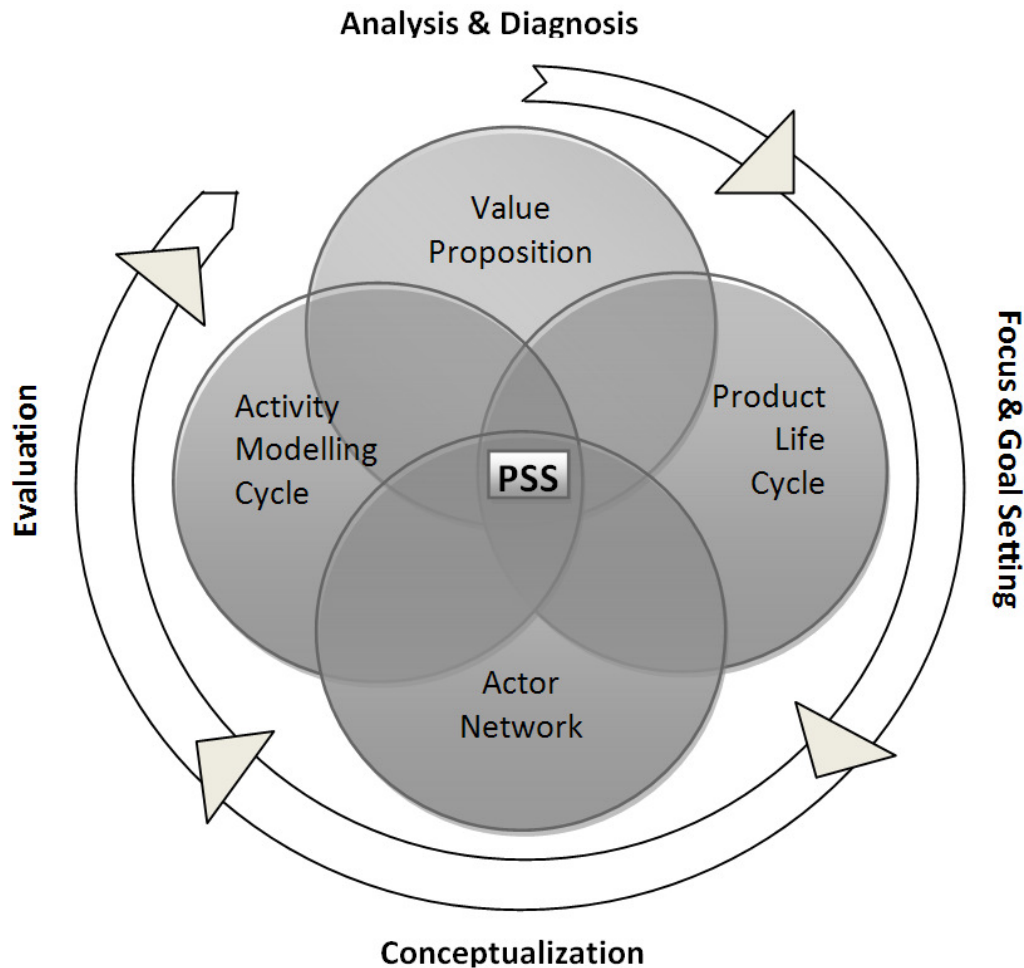 Analysis & Diagnosis
Value
Proposition
Activity
Modelling
Cycle
Product
Life
Cycle
PSS
Actor
Network
Focus & Goal Setting
Evaluation
Conceptualization